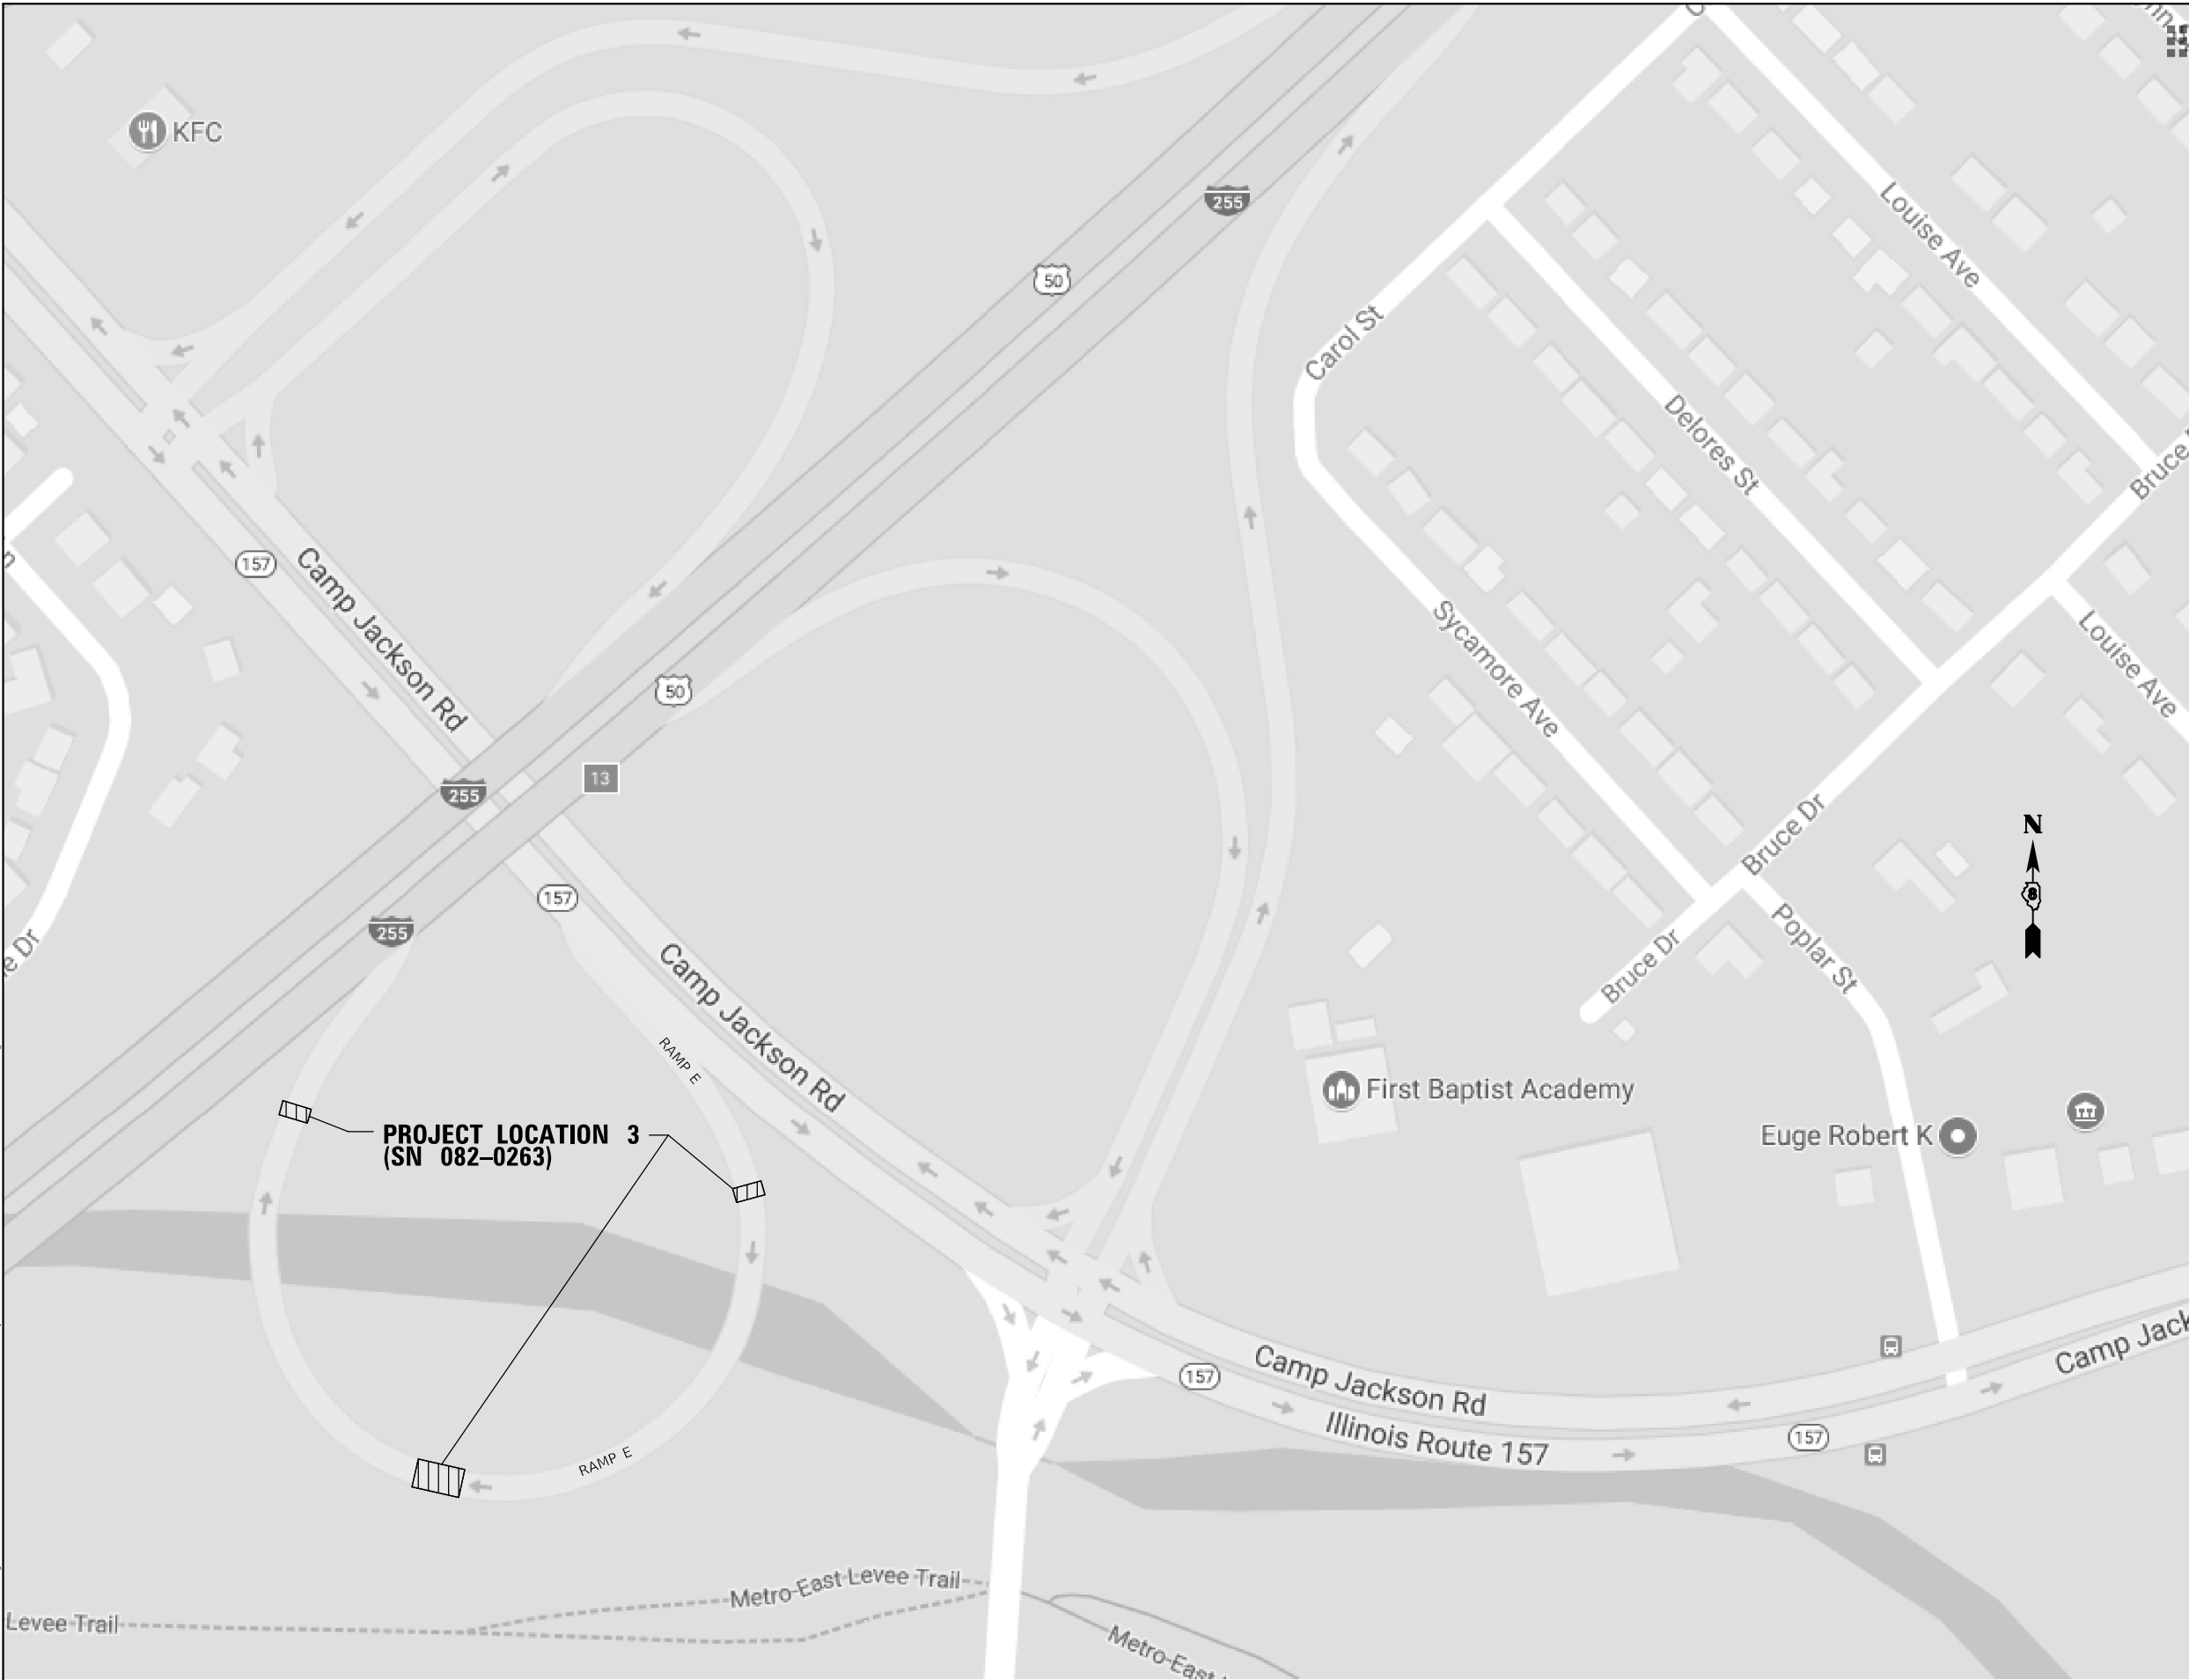 KFC
255
50
Louise Ave
Carol St
Delores St
Bruce
157
Camp Jackson Rd
Sycamore Ave
Louise Ave
50
255
13
Bruce Dr
N
8
157
255
e Dr
Camp Jackson Rd
Bruce Dr
Poplar St
RAMP E
First Baptist Academy
PROJECT LOCATION 3
(SN 082-0263)
Euge Robert K
Camp Jack
157
Camp Jackson Rd
Illinois Route 157
157
RAMP E
Metro-East Levee Trail
Levee Trail
Metro-East